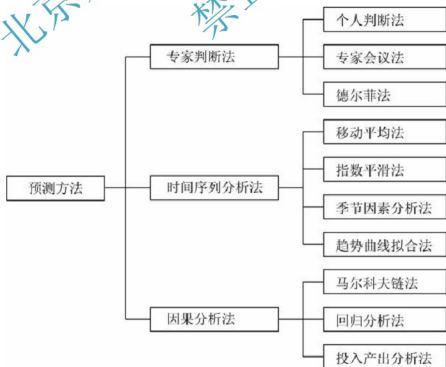 北京
禁止
预测方法
专家判断法
个人判断法
专家会议法
德尔菲法
时间序列分析法
移动平均法
指数平滑法
季节因素分析法
趋势曲线拟合法
因果分析法
马尔科夫链法
回归分析法
投入产出分析法